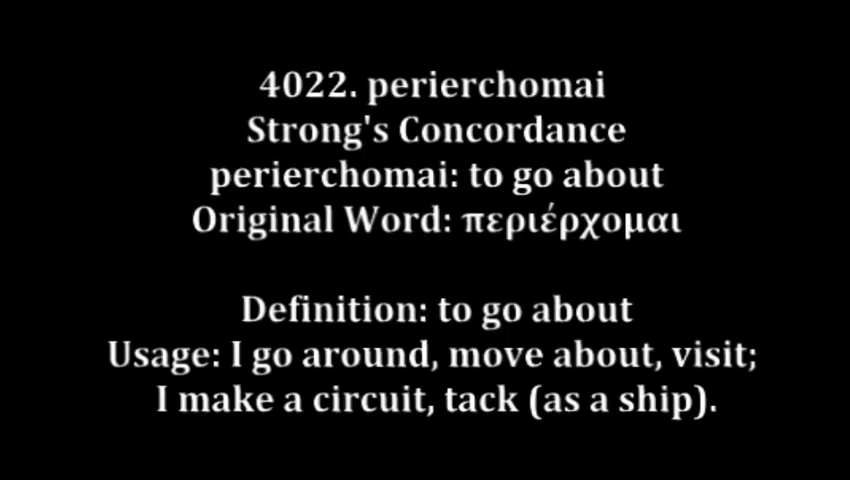 4022. perierchomai
Strong's Concordance
perierchomai: to go about
Original Word: περιέρχομαι
Definition: to go about
Usage: I go around, move about, visit;
I make a circuit, tack (as a ship).